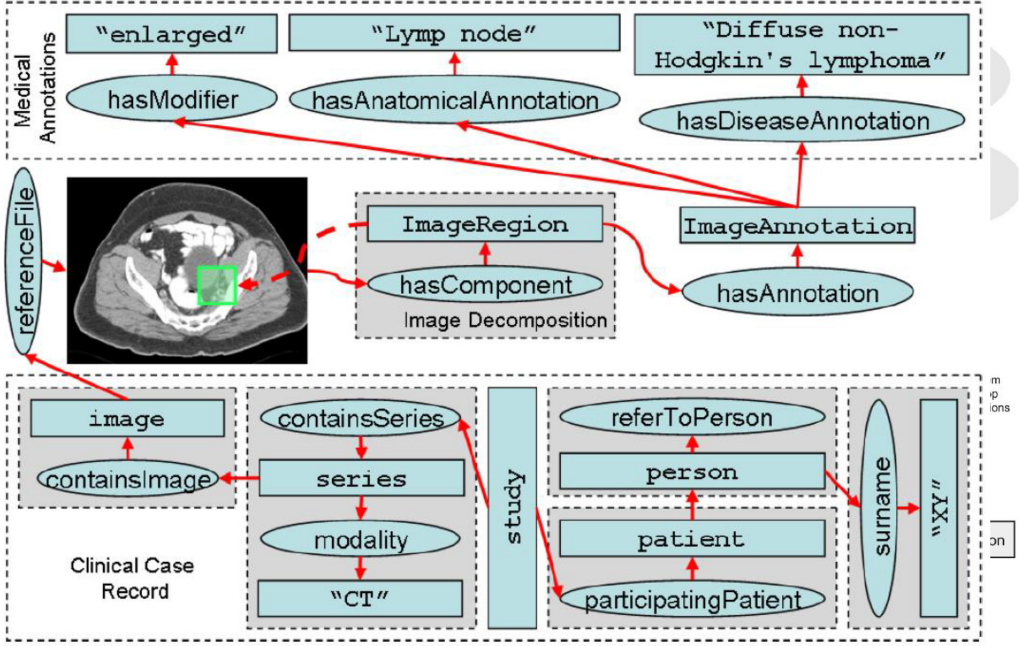 Medical
Annotations
“enlarged”
“Lymp node”
“Diffuse non-
Hodgkin's lymphoma”
hasModifier
hasAnatomicalAnnotation
hasDiseaseAnnotation
referenceFile
ImageRegion
ImageAnnotation
hasComponent
hasAnnotation
Image Decomposition
image
containsImage
containsSeries
series
modality
“CT”
study
referToPerson
person
patient
participatingPatient
surname
“XY”
Clinical Case
Record